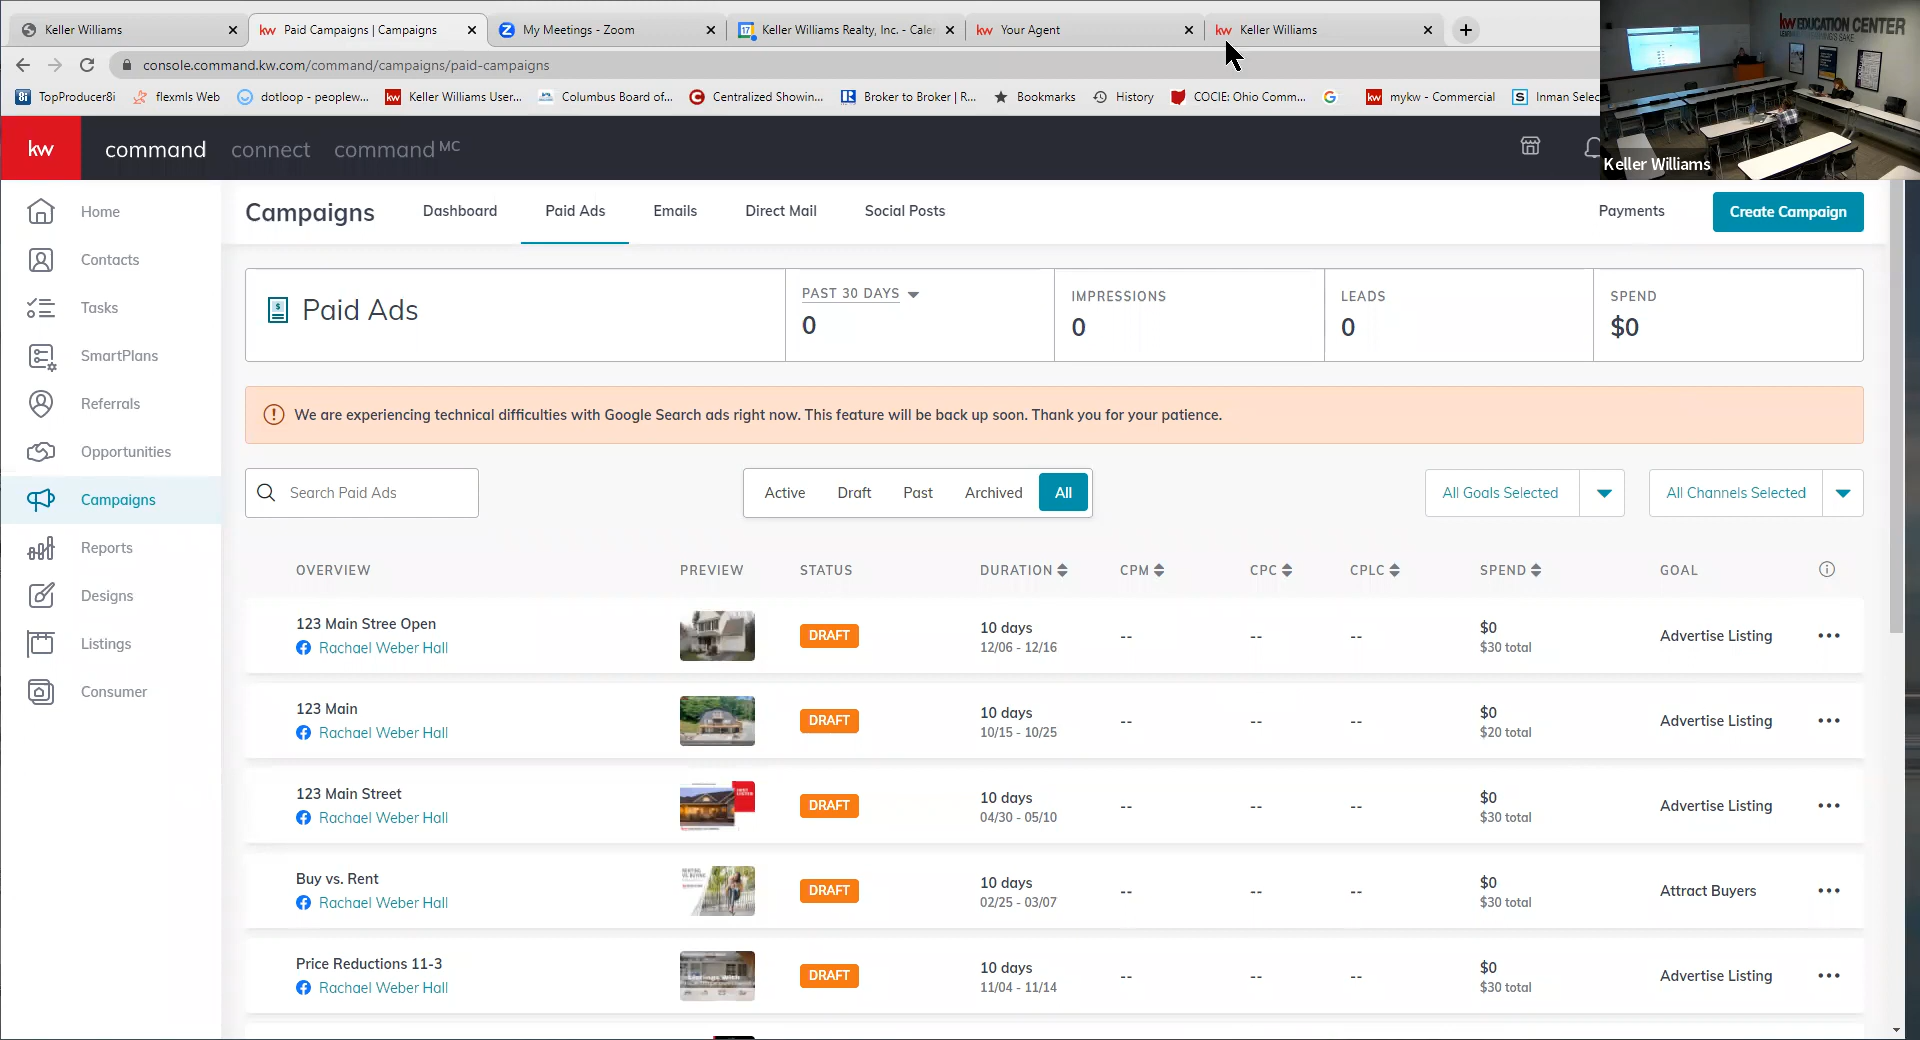 Keller Williams
kw Paid Campaigns | Campaigns
My Meetings - Zoom
17 Keller Williams Realty, Inc. - Cale
kw Your Agent
kw Keller Williams
console.command.kw.com/command/campaigns/paid-campaigns
8i TopProducer8i
flexmls Web
dotloop - peoplew...
kw Keller Williams User...
Columbus Board of...
Centralized Showin...
Broker to Broker | R...
Bookmarks
History
COCIE: Ohio Comm...
kw mykw - Commercial
S Inman Selec
kw EDUCATION CENTER
Keller Williams
kw
command
connect
command MC
Home
Contacts
Tasks
SmartPlans
Referrals
Opportunities
Campaigns
Reports
Designs
Listings
Consumer
Campaigns
Dashboard
Paid Ads
Emails
Direct Mail
Social Posts
Payments
Create Campaign
Paid Ads
PAST 30 DAYS
0
IMPRESSIONS
0
LEADS
0
SPEND
$0
We are experiencing technical difficulties with Google Search ads right now. This feature will be back up soon. Thank you for your patience.
Search Paid Ads
Active
Draft
Past
Archived
All
All Goals Selected
All Channels Selected
OVERVIEW PREVIEW STATUS DURATION CPM CPC CPLC SPEND GOAL
123 Main Stree Open
Rachael Weber Hall
DRAFT
10 days
12/06 - 12/16
-- -- --
$0
$30 total
Advertise Listing
123 Main
Rachael Weber Hall
DRAFT
10 days
10/15 - 10/25
-- -- --
$0
$20 total
Advertise Listing
123 Main Street
Rachael Weber Hall
DRAFT
10 days
04/30 - 05/10
-- -- --
$0
$30 total
Advertise Listing
Buy vs. Rent
Rachael Weber Hall
DRAFT
10 days
02/25 - 03/07
-- -- --
$0
$30 total
Attract Buyers
Price Reductions 11-3
Rachael Weber Hall
DRAFT
10 days
11/04 - 11/14
-- -- --
$0
$30 total
Advertise Listing